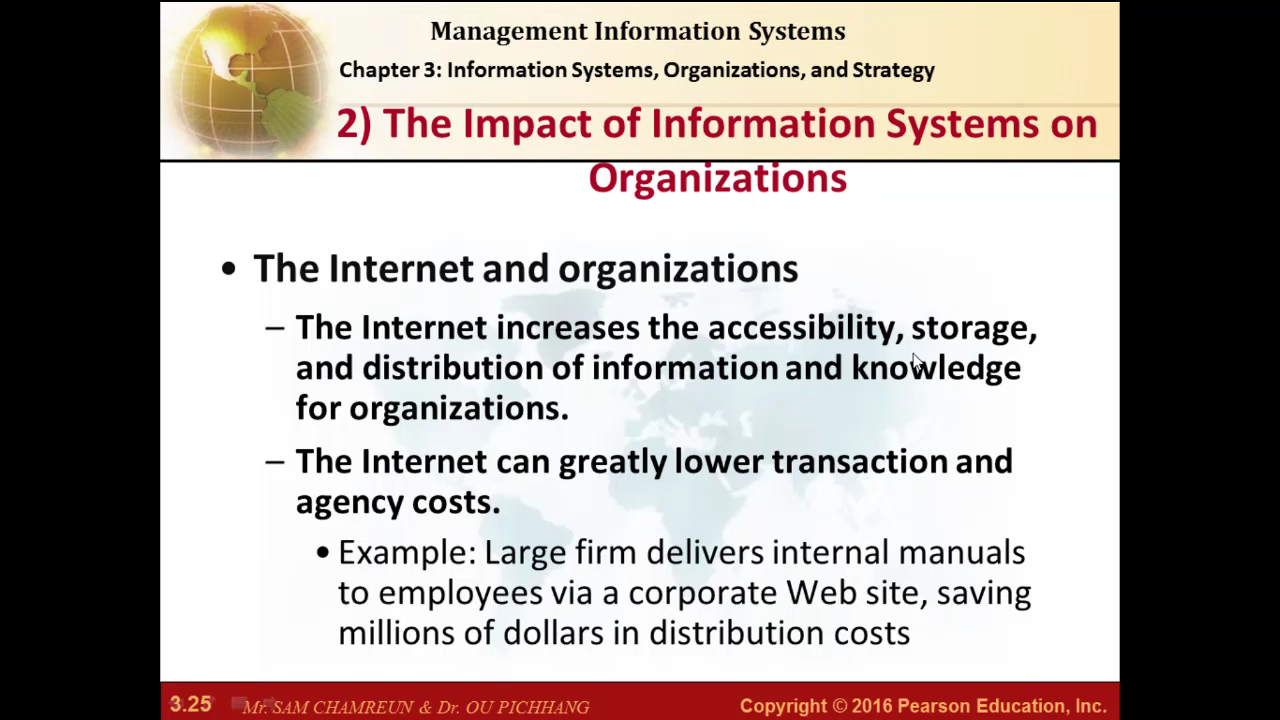 Management Information Systems
Chapter 3: Information Systems, Organizations, and Strategy
2) The Impact of Information Systems on
Organizations
• The Internet and organizations
– The Internet increases the accessibility, storage,
and distribution of information and knowledge
for organizations.
– The Internet can greatly lower transaction and
agency costs.
• Example: Large firm delivers internal manuals
to employees via a corporate Web site, saving
millions of dollars in distribution costs
3.25 Mr. SAM CHAMREUN & Dr. OU PICHHANG Copyright © 2016 Pearson Education, Inc.